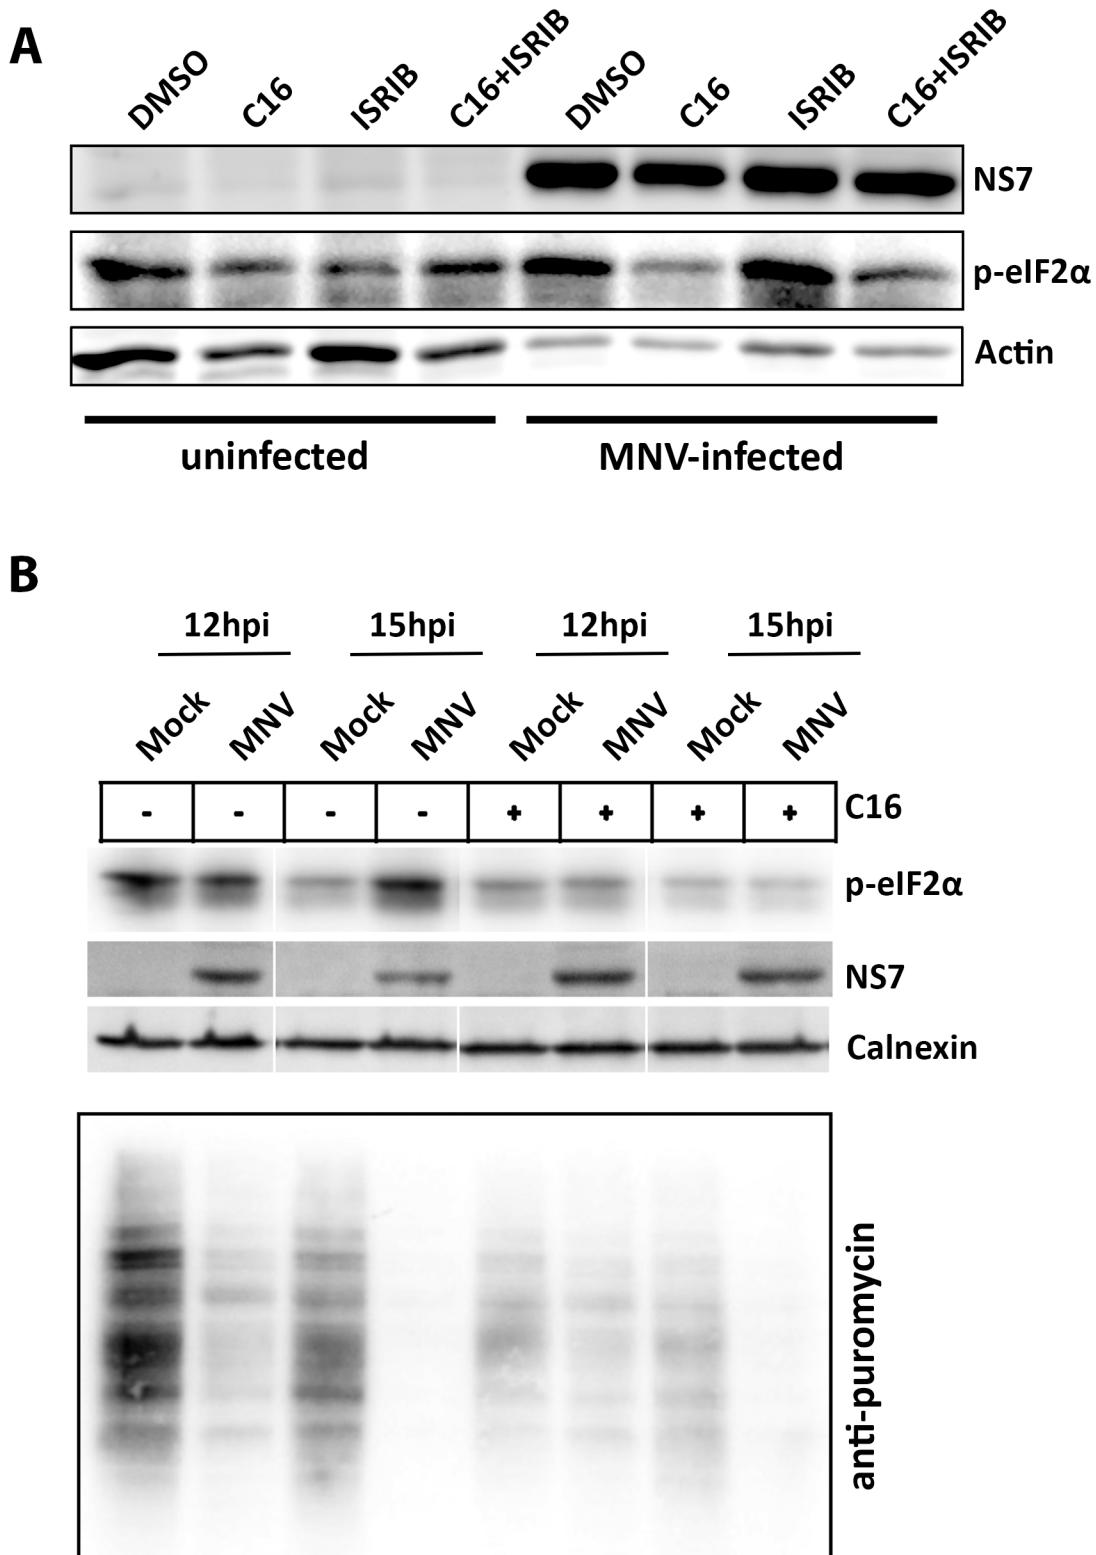 A
DMSO C16 ISRIB C16+ISRIB DMSO C16 ISRIB C16+ISRIB
NS7
p-eIF2α
Actin
uninfected MNV-infected
B
12hpi 15hpi 12hpi 15hpi
Mock MNV Mock MNV Mock MNV Mock MNV
- - - - + + + + C16
p-eIF2α
NS7
Calnexin
anti-puromycin